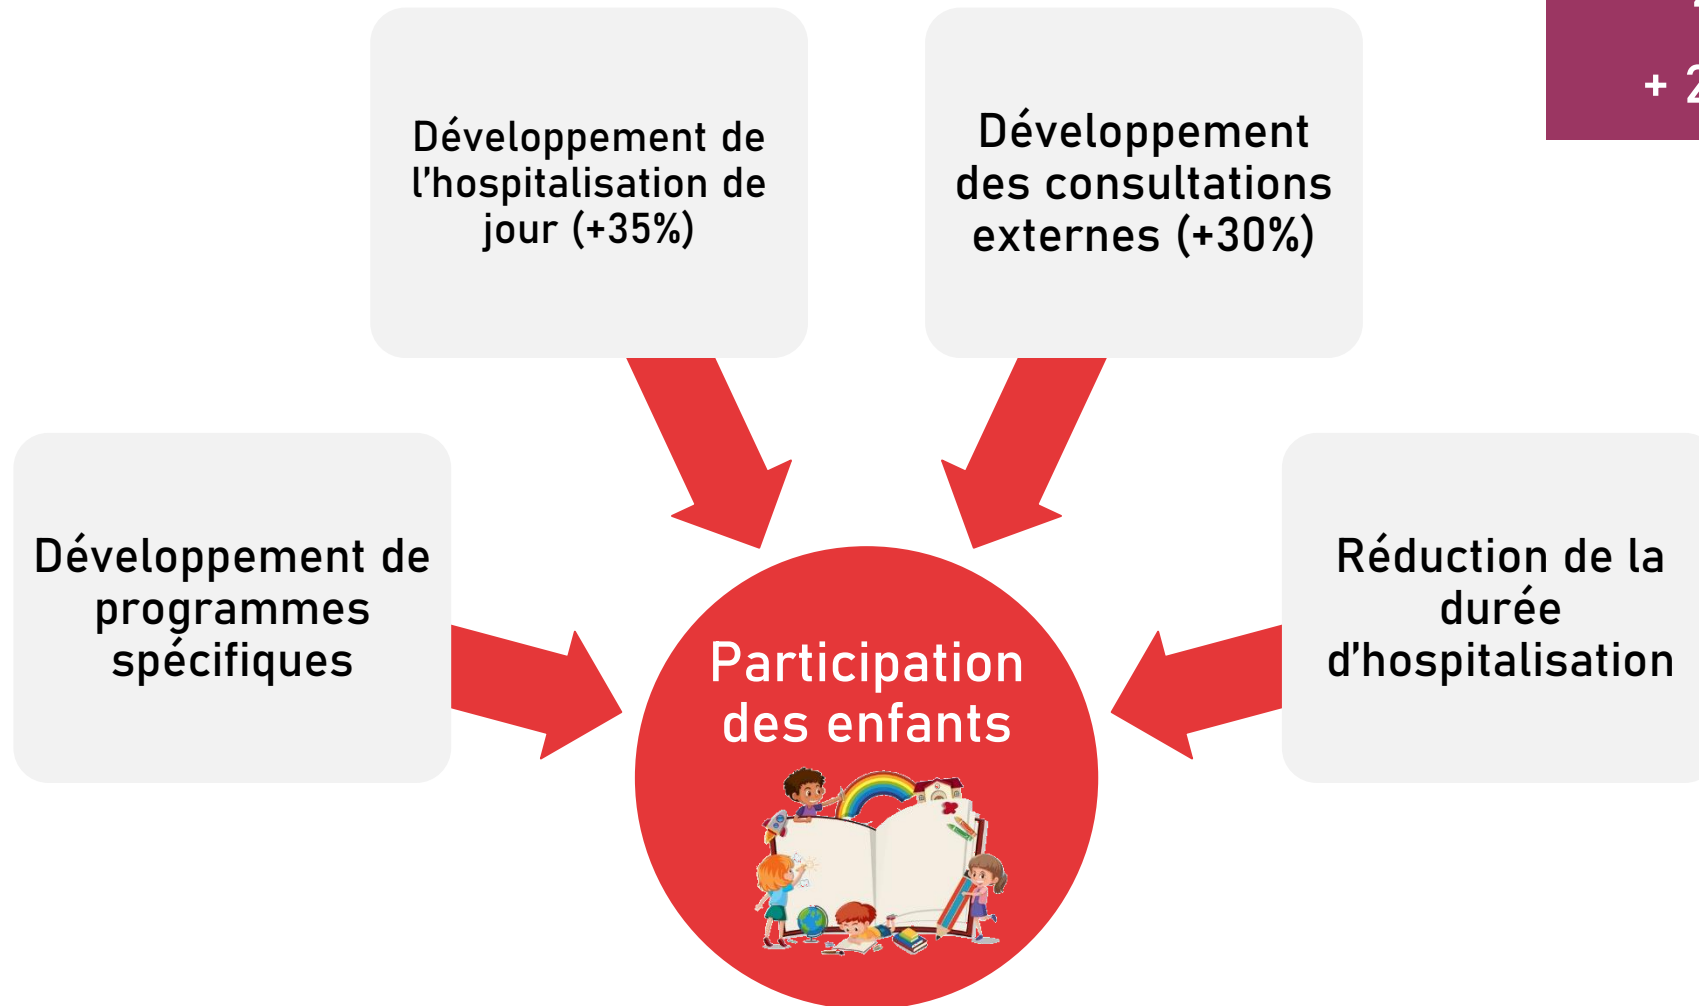 Développement de
l'hospitalisation de
jour (+35%)
Développement
des consultations
externes (+30%)
Développement de
programmes
spécifiques
Réduction de la
durée
d'hospitalisation
Participation
des enfants